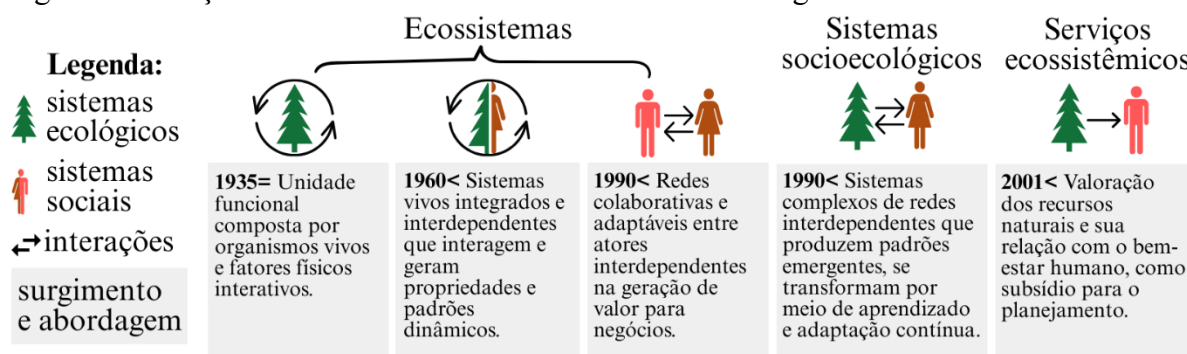 Ecossistemas
Sistemas
socioecológicos
Serviços
ecossistêmicos
Legenda:
sistemas
ecológicos
sistemas
sociais
interações
surgimento
e abordagem
1935= Unidade
funcional
composta por
organismos vivos
e fatores físicos
interativos.
1960< Sistemas
vivos integrados e
interdependentes
que interagem e
geram
propriedades e
padrões
dinâmicos.
1990< Redes
colaborativas e
adaptáveis entre
atores
interdependentes
na geração de
valor para
negócios.
1990< Sistemas
complexos de redes
interdependentes que
produzem padrões
emergentes, se
transformam por
meio de aprendizado
e adaptação contínua.
2001< Valoração
dos recursos
naturais e sua
relação com o bem-
estar humano, como
subsídio para o
planejamento.